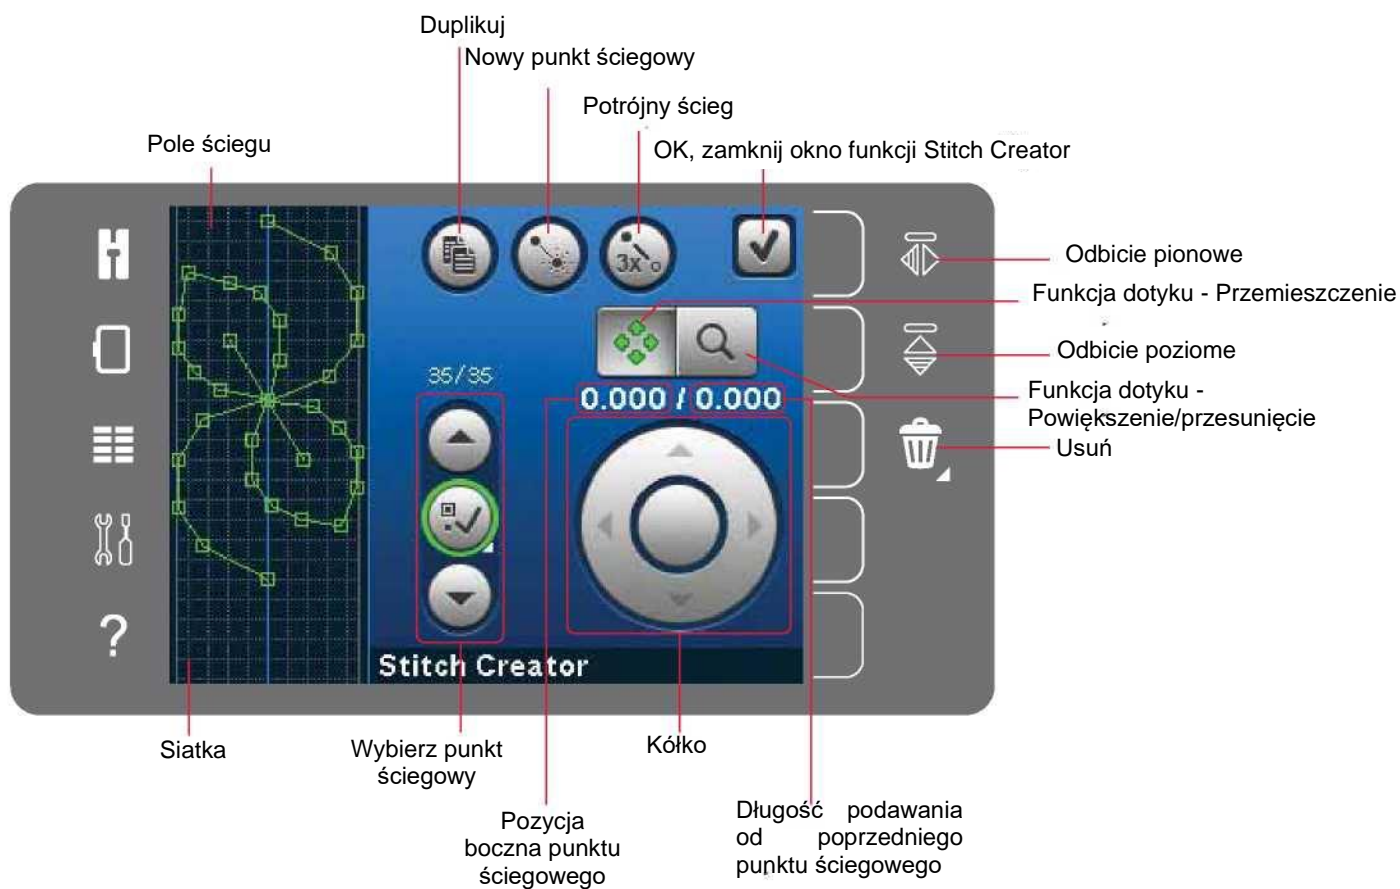 Duplikuj
Nowy punkt ściegowy
Potrójny ścieg
Pole ściegu
OK, zamknij okno funkcji Stitch Creator
3x
Odbicie pionowe
Funkcja dotyku - Przemieszczenie
Odbicie poziome
35/35
0.000 / 0.000
Funkcja dotyku -
Powiększenie/przesunięcie
Usuń
?
Stitch Creator
Siatka
Wybierz punkt
ściegowy
Kółko
Pozycja
boczna punktu
ściegowego
Długość podawania
od poprzedniego
punktu ściegowego